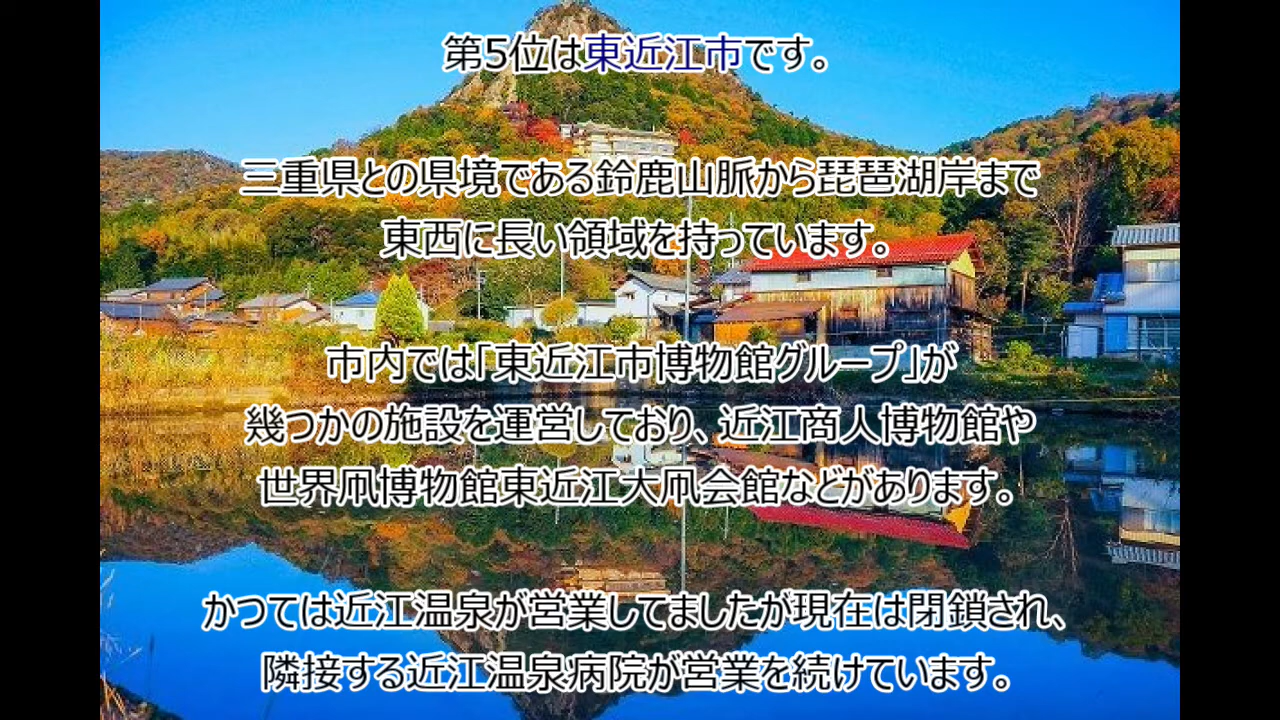 第5位は東近江市です。
三重県との県境である鈴鹿山脈から琵琶湖岸まで
東西に長い領域を持っています。
市内では「東近江市博物館グループ」が
幾つかの施設を運営しており、近江商人博物館や
世界凧博物館東近江大凧会館などがあります。
かつては近江温泉が営業してましたが現在は閉鎖され、
隣接する近江温泉病院が営業を続けています。